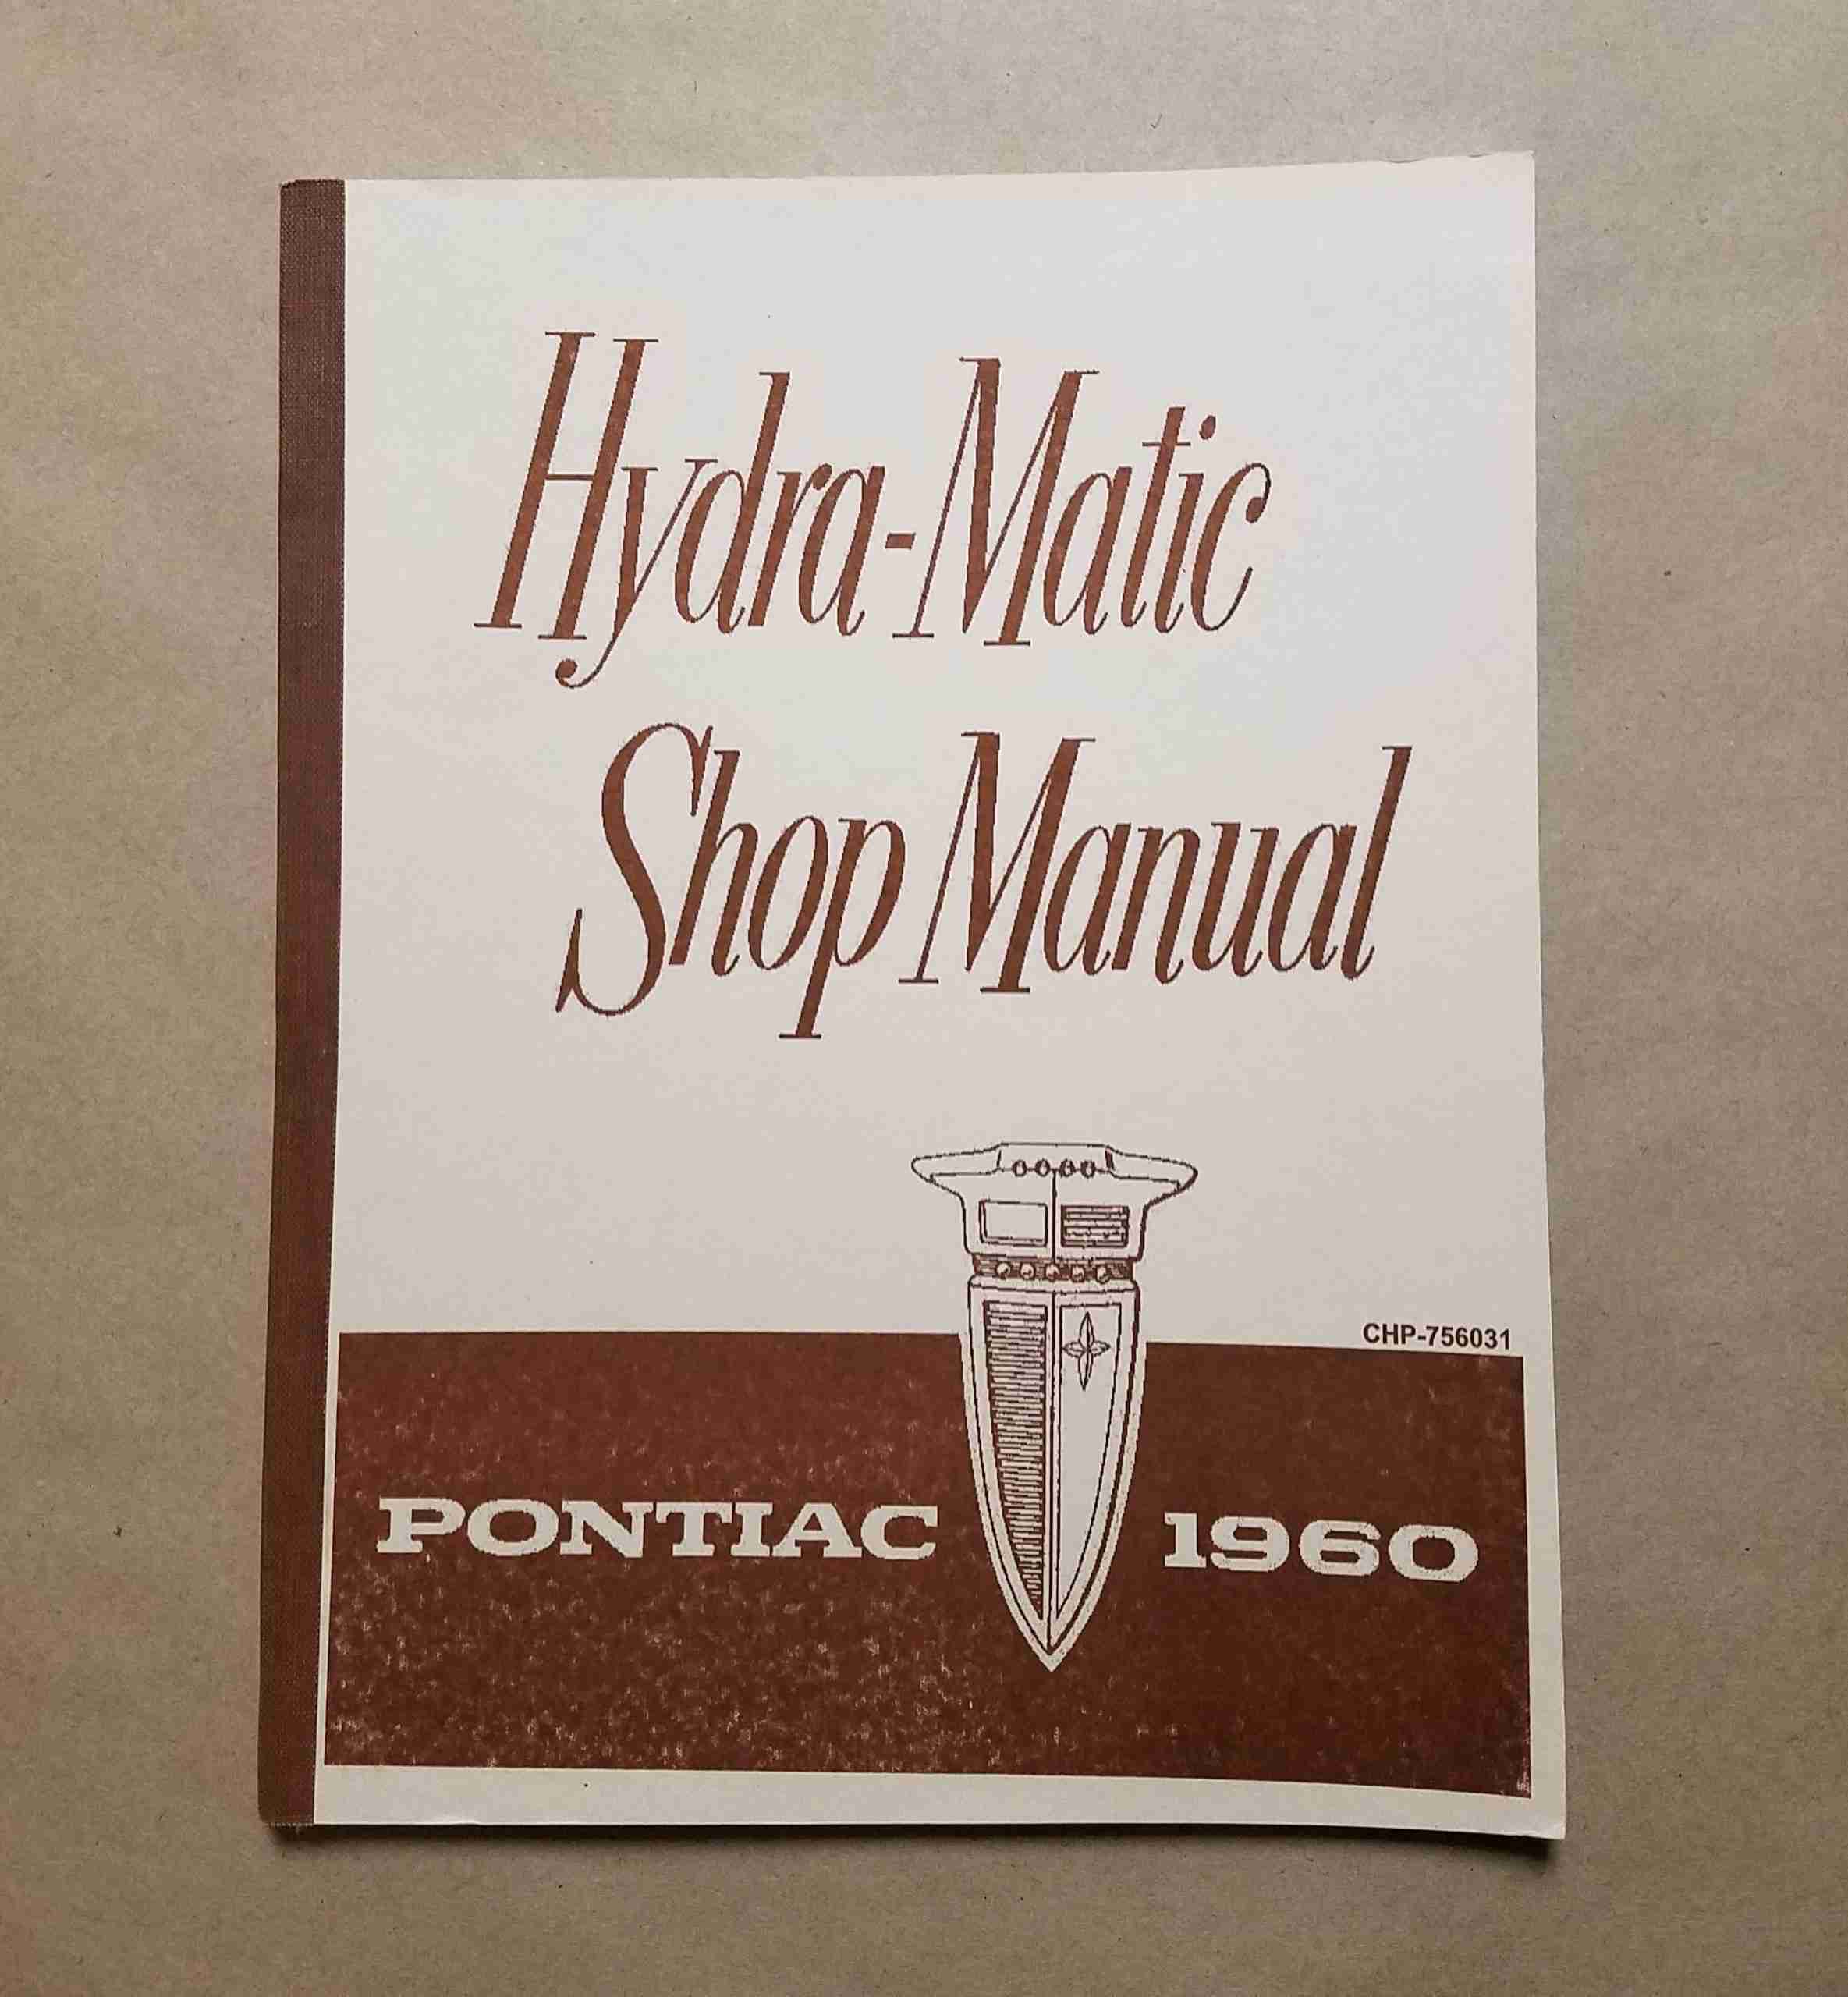 Hydra-Matic
Shop Manual
CHP-756031
PONTIAC 1960